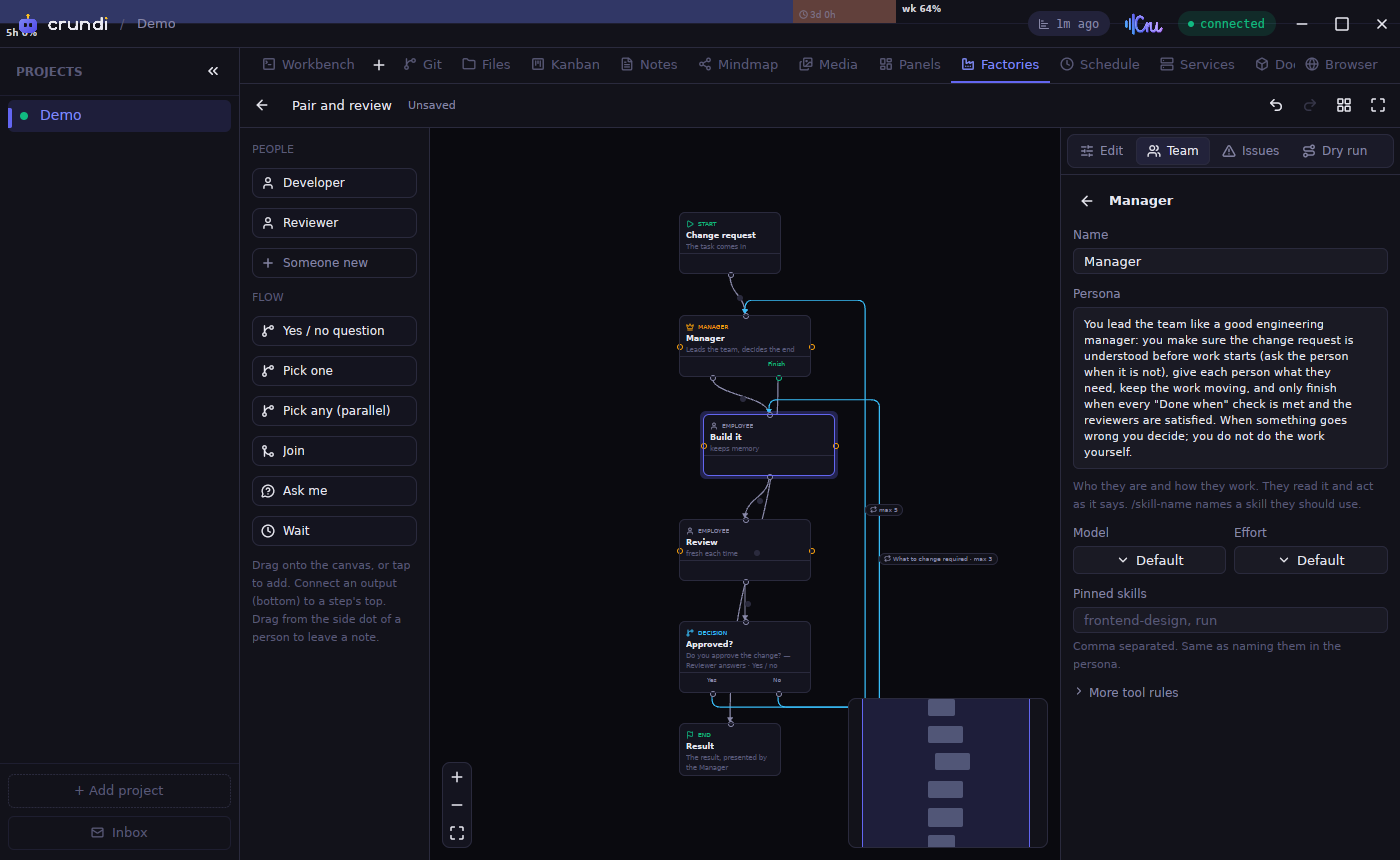 5h 0%
3d 0h
wk 64%
crundi / Demo
1m ago
Cru
connected
PROJECTS
Demo
+ Add project
Inbox
Workbench
Git
Files
Kanban
Notes
Mindmap
Media
Panels
Factories
Schedule
Services
Doc
Browser
Pair and review
Unsaved
PEOPLE
Developer
Reviewer
Someone new
FLOW
Yes / no question
Pick one
Pick any (parallel)
Join
Ask me
Wait
Drag onto the canvas, or tap
to add. Connect an output
(bottom) to a step's top.
Drag from the side dot of a
person to leave a note.
START
Change request
The task comes in
MANAGER
Manager
Leads the team, decides the end
Finish
EMPLOYEE
Build it
keeps memory
EMPLOYEE
Review
fresh each time
max 5
What to change required · max 3
DECISION
Approved?
Do you approve the change? —
Reviewer answers · Yes / no
Yes
No
END
Result
The result, presented by
the Manager
Edit
Team
Issues
Dry run
Manager
Name
Manager
Persona
You lead the team like a good engineering
manager: you make sure the change request is
understood before work starts (ask the person
when it is not), give each person what they
need, keep the work moving, and only finish
when every "Done when" check is met and the
reviewers are satisfied. When something goes
wrong you decide; you do not do the work
yourself.
Who they are and how they work. They read it and act
as it says. /skill-name names a skill they should use.
Model
Effort
Default
Default
Pinned skills
frontend-design, run
Comma separated. Same as naming them in the
persona.
More tool rules